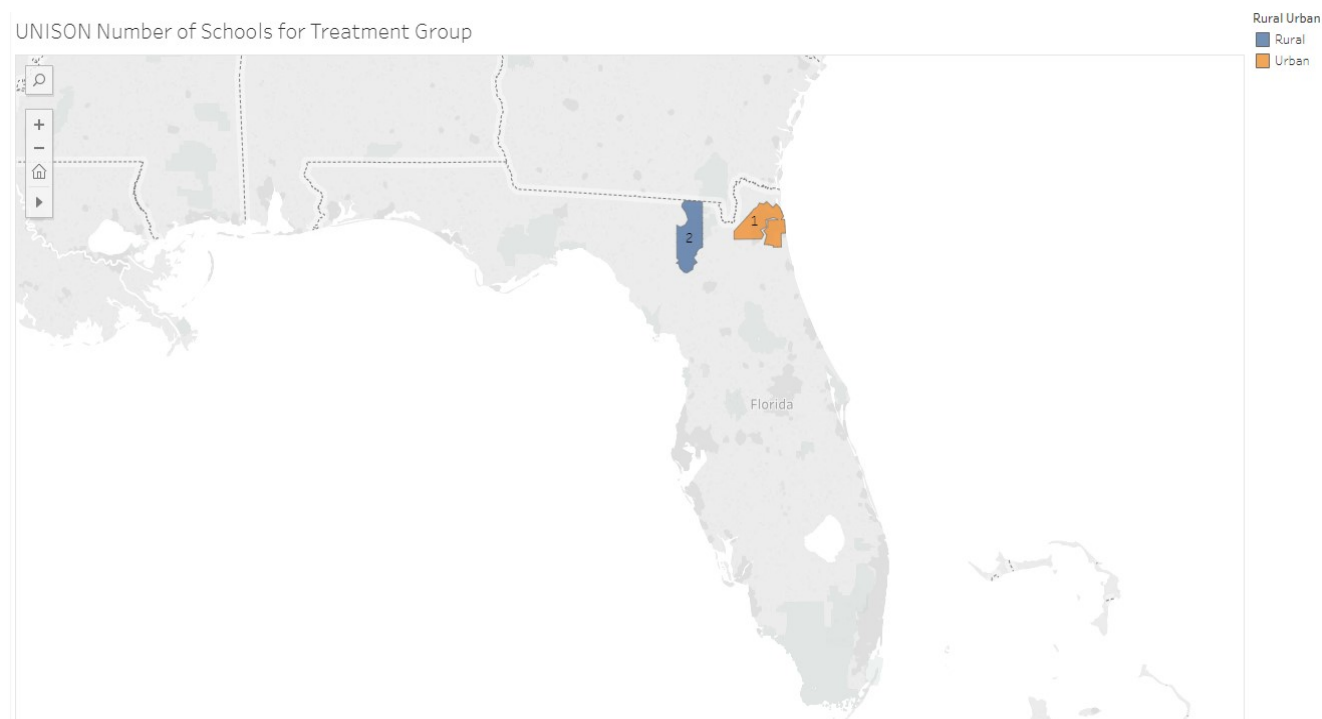 UNISON Number of Schools for Treatment Group
Rural Urban
Rural
Urban
+
−
1
2
Florida